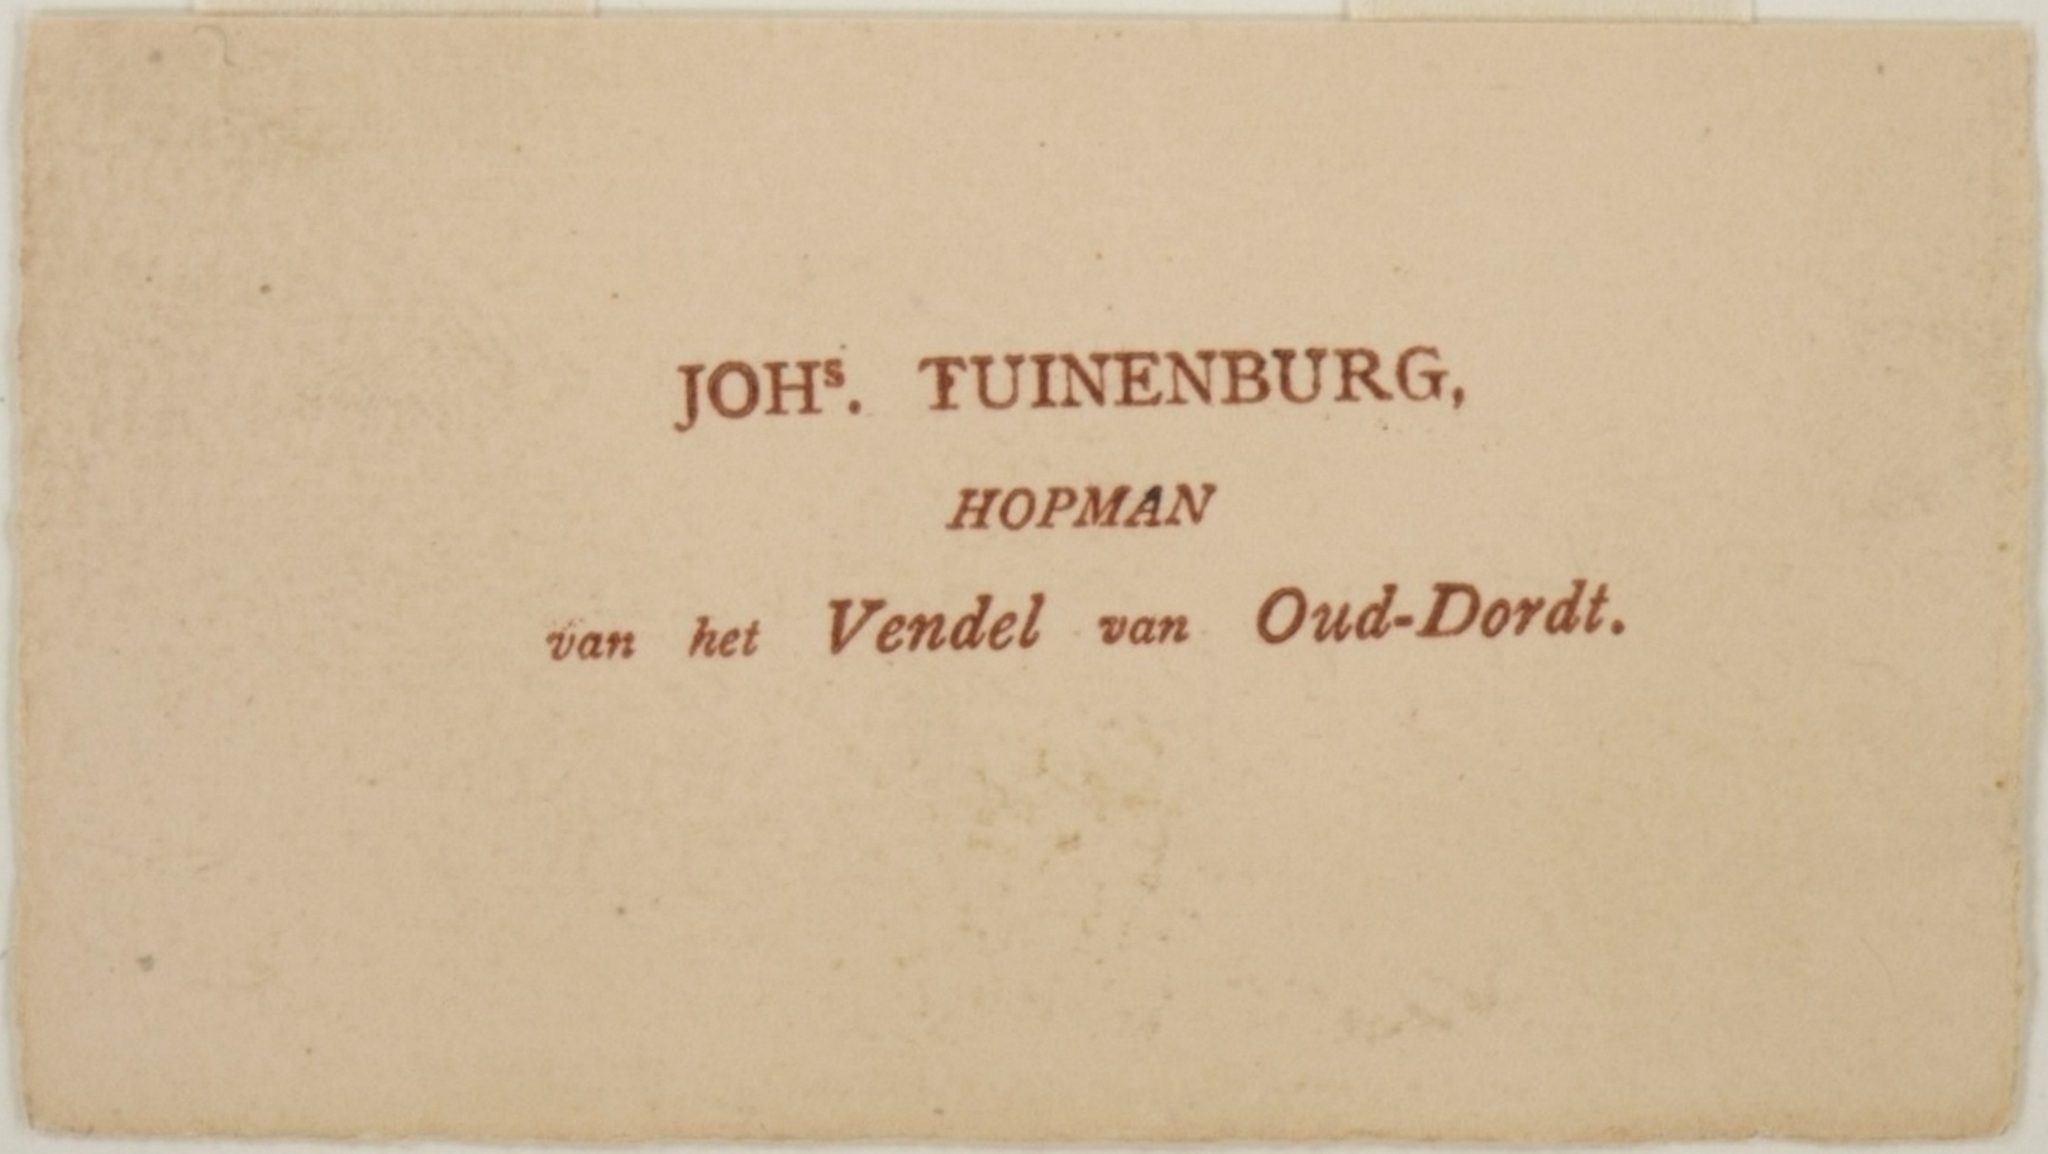 JOHˢ. TUINENBURG,
HOPMAN
van het Vendel van Oud-Dordt.